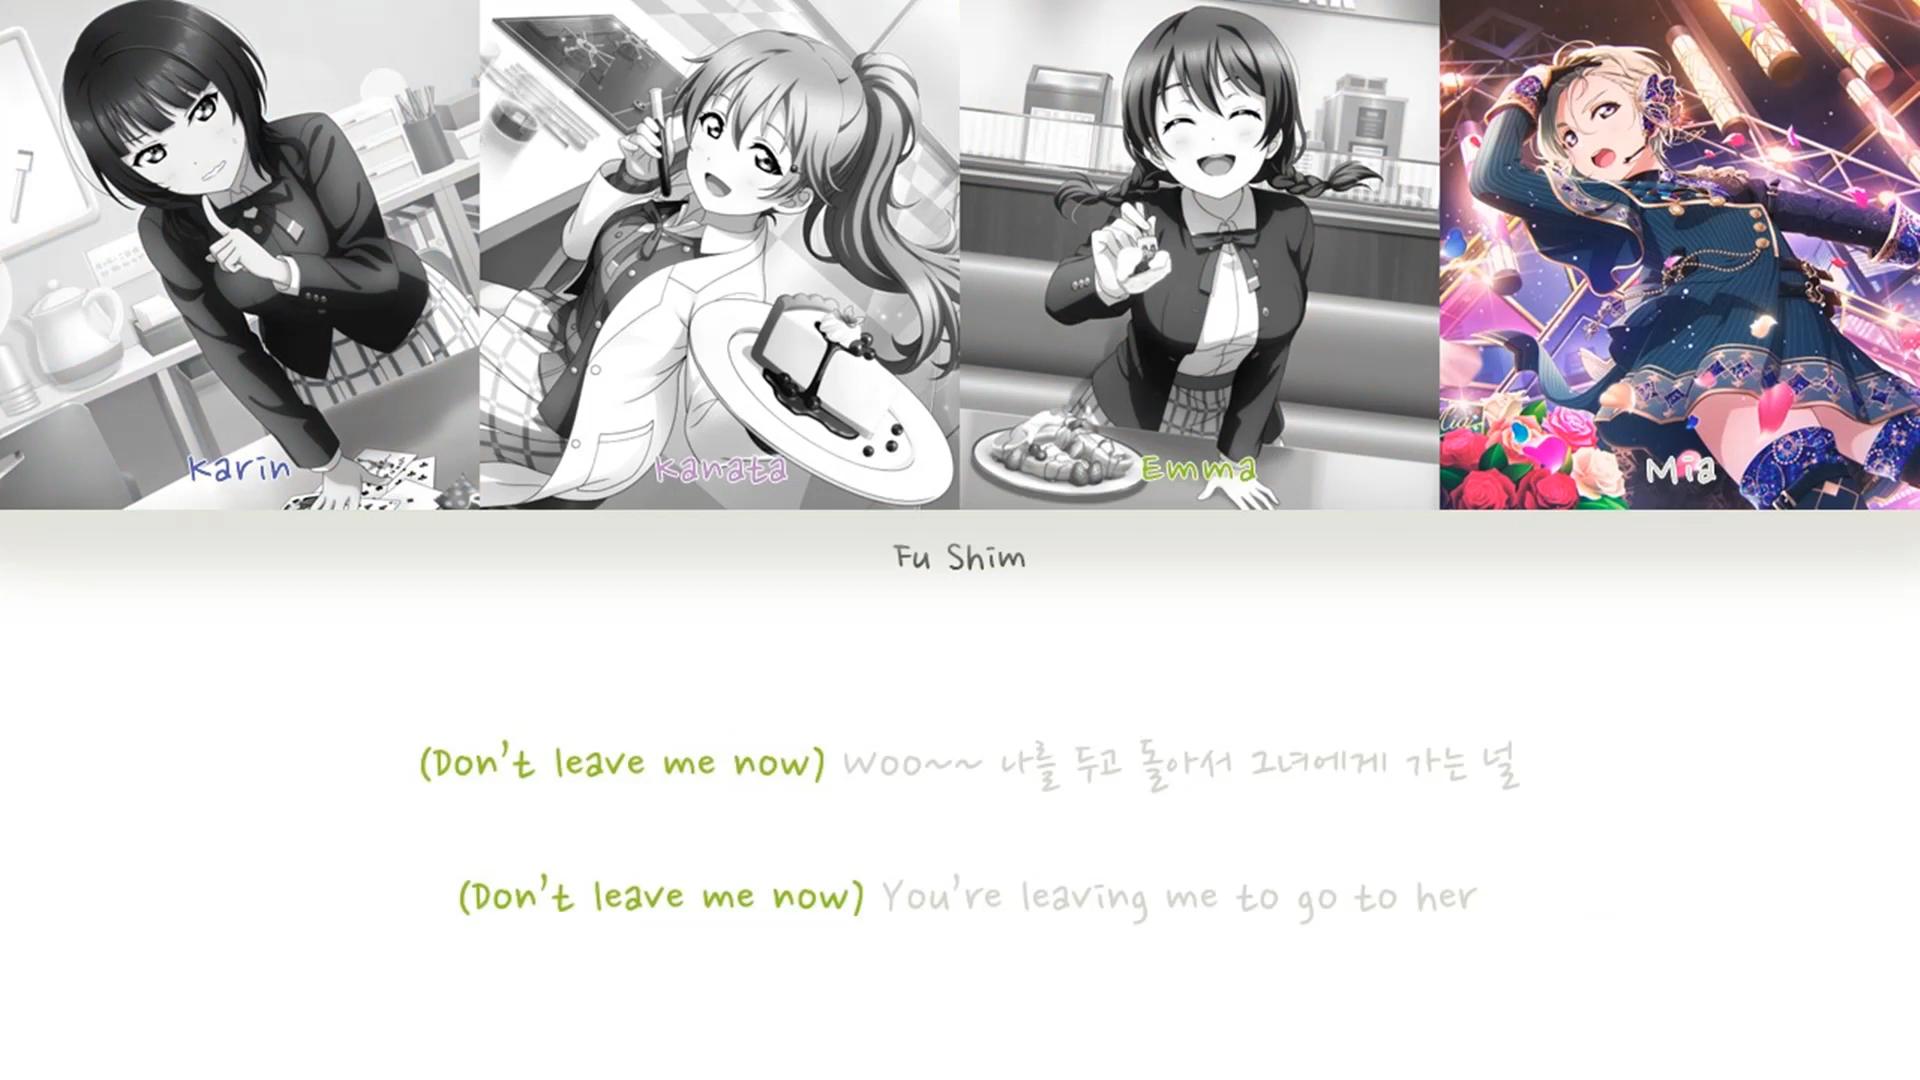 Karin
Kanata
Emma
Mia
Fu Shim
(Don't leave me now) Woo~~ 나를 두고 돌아서 그녀에게 가는 널
(Don't leave me now) You're leaving me to go to her